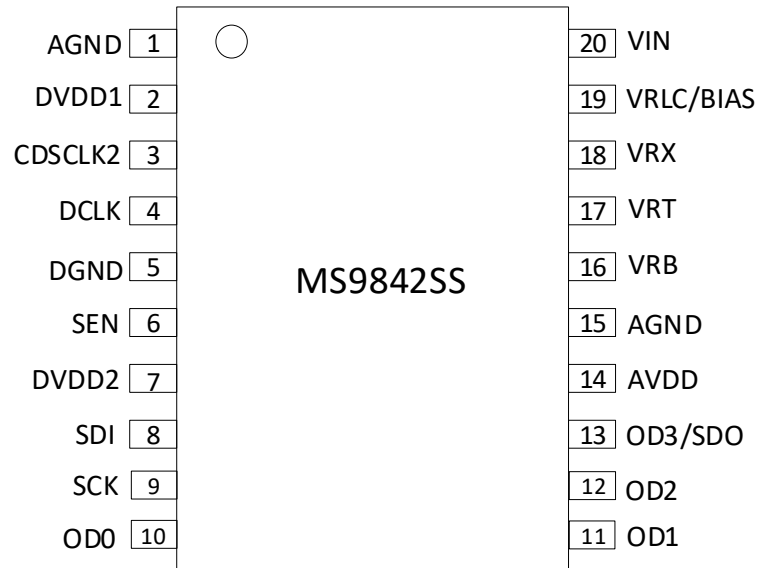 AGND 1 20 VIN
DVDD1 2 19 VRLC/BIAS
CDSCLK2 3 18 VRX
DCLK 4 17 VRT
DGND 5 16 VRB
MS9842SS
SEN 6 15 AGND
DVDD2 7 14 AVDD
SDI 8 13 OD3/SDO
SCK 9 12 OD2
OD0 10 11 OD1